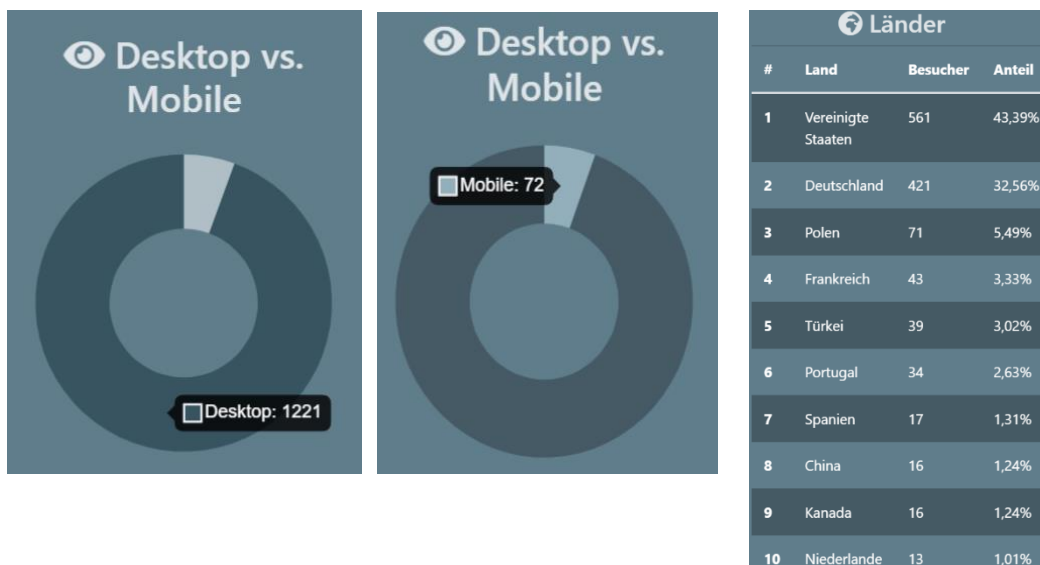 Desktop vs.
Mobile
Desktop: 1221
Desktop vs.
Mobile
Mobile: 72
Länder
# Land Besucher Anteil
1 Vereinigte Staaten 561 43,39%
2 Deutschland 421 32,56%
3 Polen 71 5,49%
4 Frankreich 43 3,33%
5 Türkei 39 3,02%
6 Portugal 34 2,63%
7 Spanien 17 1,31%
8 China 16 1,24%
9 Kanada 16 1,24%
10 Niederlande 13 1,01%